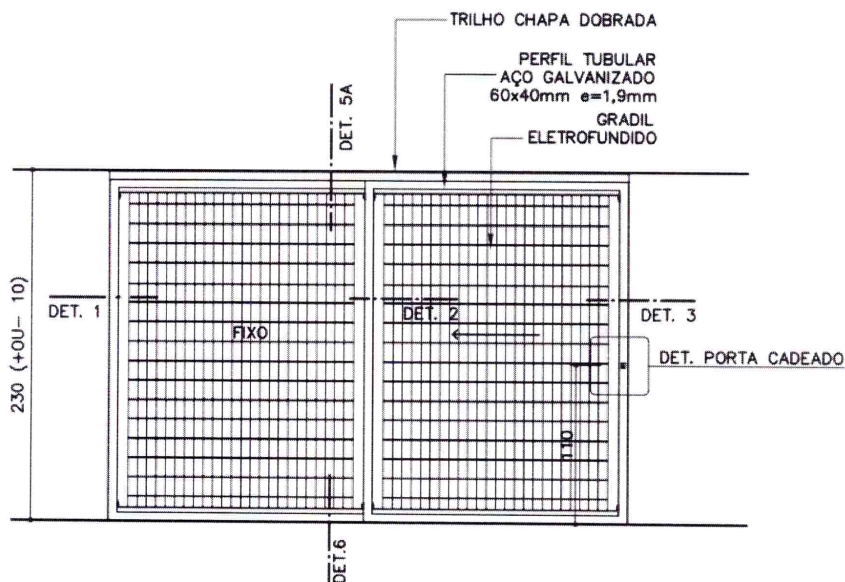 TRILHO CHAPA DOBRADA
PERFIL TUBULAR
AÇO GALVANIZADO
60x40mm e=1,9mm
GRADIL
ELETROFUNDIDO
DET. 5A
230 (+OU- 10)
DET. 1
DET. 2
DET. 3
FIXO
DET. PORTA CADEADO
110
DET.6